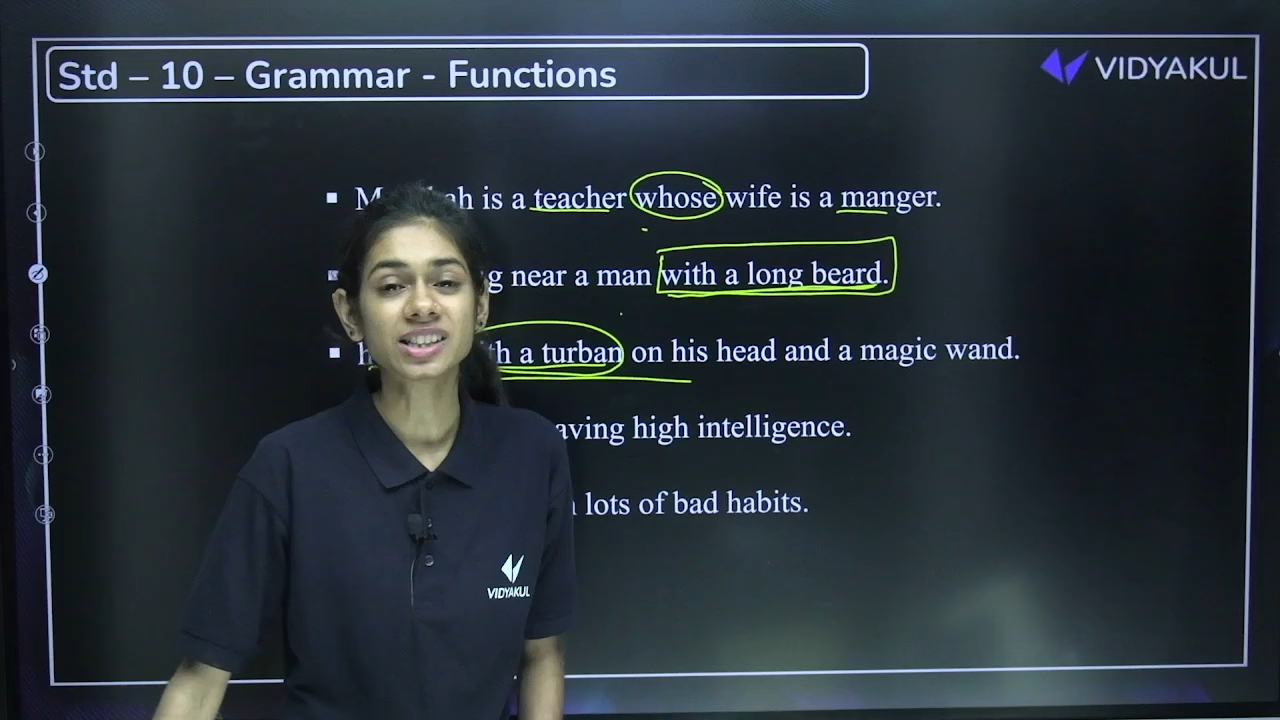 Std – 10 – Grammar - Functions
VIDYAKUL
is a teacher whose wife is a manger.
near a man with a long beard.
a turban on his head and a magic wand.
high intelligence.
lots of bad habits.
VIDYAKUL